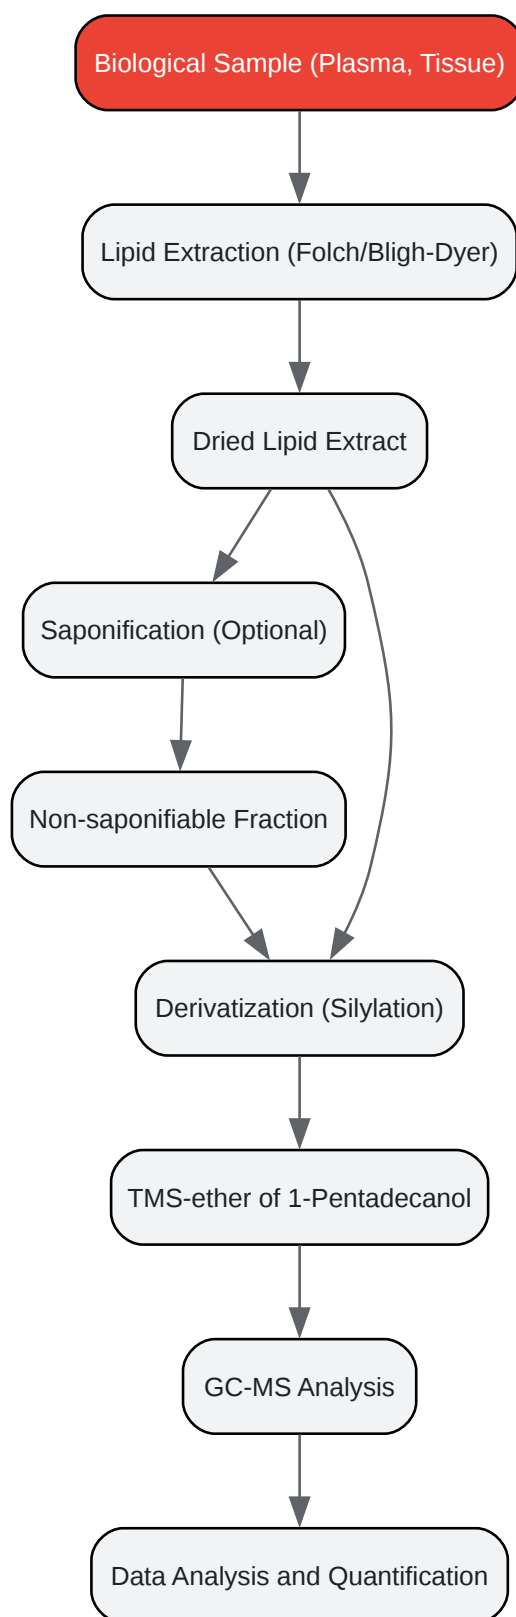 Biological Sample (Plasma, Tissue)
Lipid Extraction (Folch/Bligh-Dyer)
Dried Lipid Extract
Saponification (Optional)
Non-saponifiable Fraction
Derivatization (Silylation)
TMS-ether of 1-Pentadecanol
GC-MS Analysis
Data Analysis and Quantification